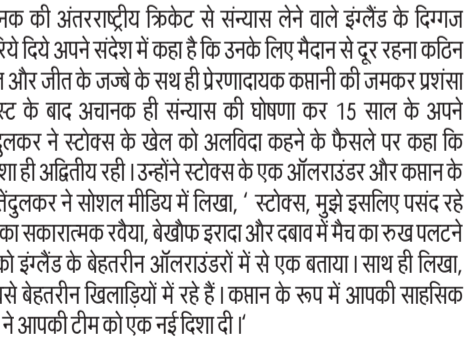 नक की अंतरराष्ट्रीय क्रिकेट से संन्यास लेने वाले इंग्लैंड के दिग्गज
रिये दिये अपने संदेश में कहा है कि उनके लिए मैदान से दूर रहना कठिन
और जीत के जज्बे के सथ ही प्रेरणादायक कप्तानी की जमकर प्रशंसा
स्ट के बाद अचानक ही संन्यास की घोषणा कर 15 साल के अपने
दुलकर ने स्टोक्स के खेल को अलविदा कहने के फैसले पर कहा कि
शा ही अद्वितीय रही । उन्होंने स्टोक्स के एक ऑलराउंडर और कप्तान के
तेंदुलकर ने सोशल मीडिय में लिखा, ‘ स्टोक्स, मुझे इसलिए पसंद रहे
का सकारात्मक रवैया, बेखौफ इरादा और दबाव में मैच का रुख पलटने
को इंग्लैंड के बेहतरीन ऑलराउंडरों में से एक बताया । साथ ही लिखा,
से बेहतरीन खिलाड़ियों में रहे हैं । कप्तान के रूप में आपकी साहसिक
ने आपकी टीम को एक नई दिशा दी ।‘